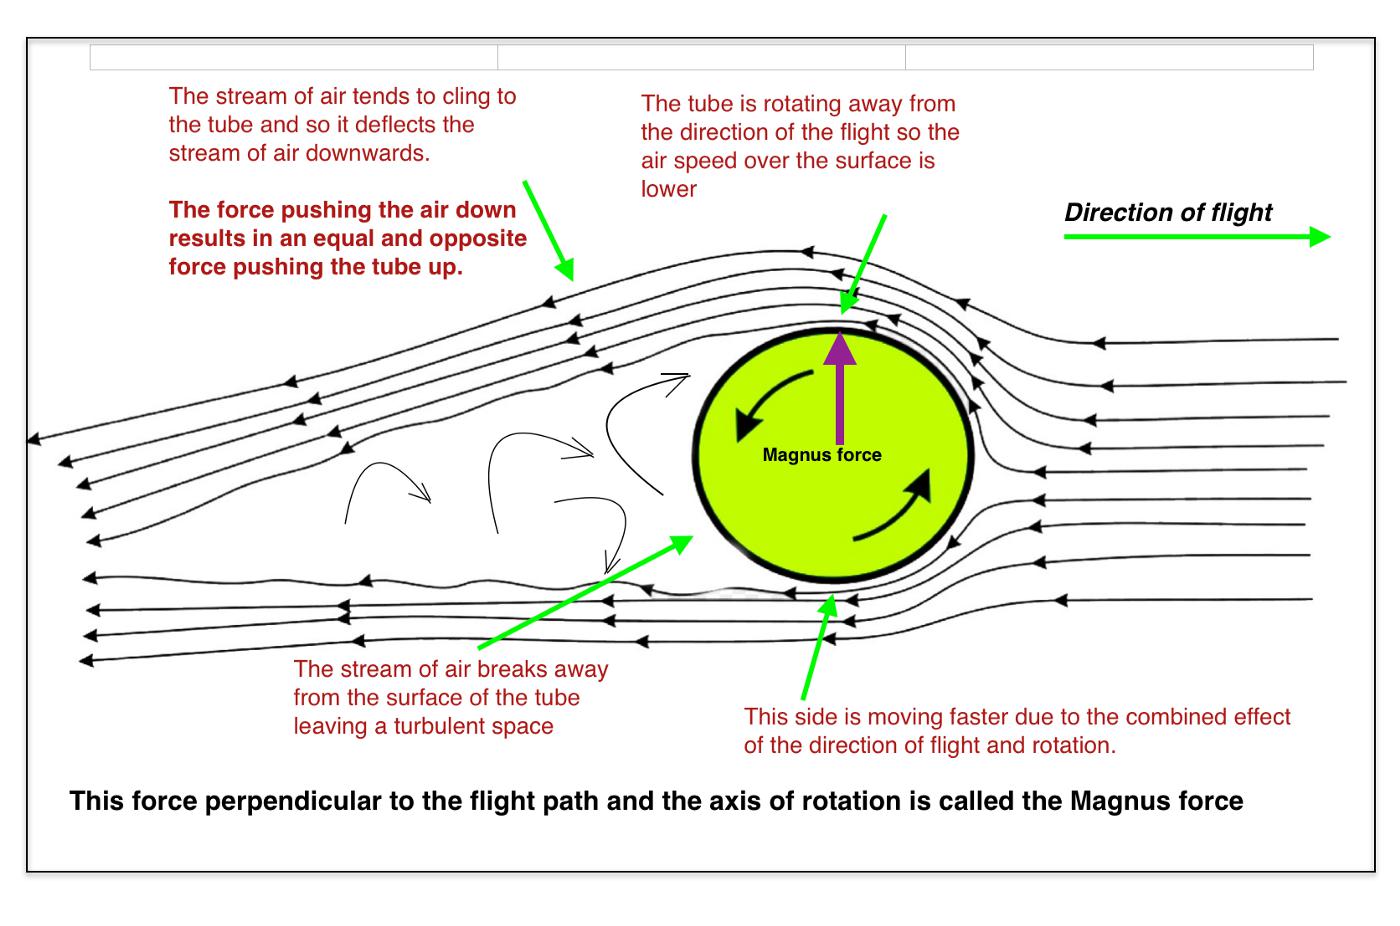 The stream of air tends to cling to
the tube and so it deflects the
stream of air downwards.
The force pushing the air down
results in an equal and opposite
force pushing the tube up.
The tube is rotating away from
the direction of the flight so the
air speed over the surface is
lower
Direction of flight
Magnus force
The stream of air breaks away
from the surface of the tube
leaving a turbulent space
This side is moving faster due to the combined effect
of the direction of flight and rotation.
This force perpendicular to the flight path and the axis of rotation is called the Magnus force